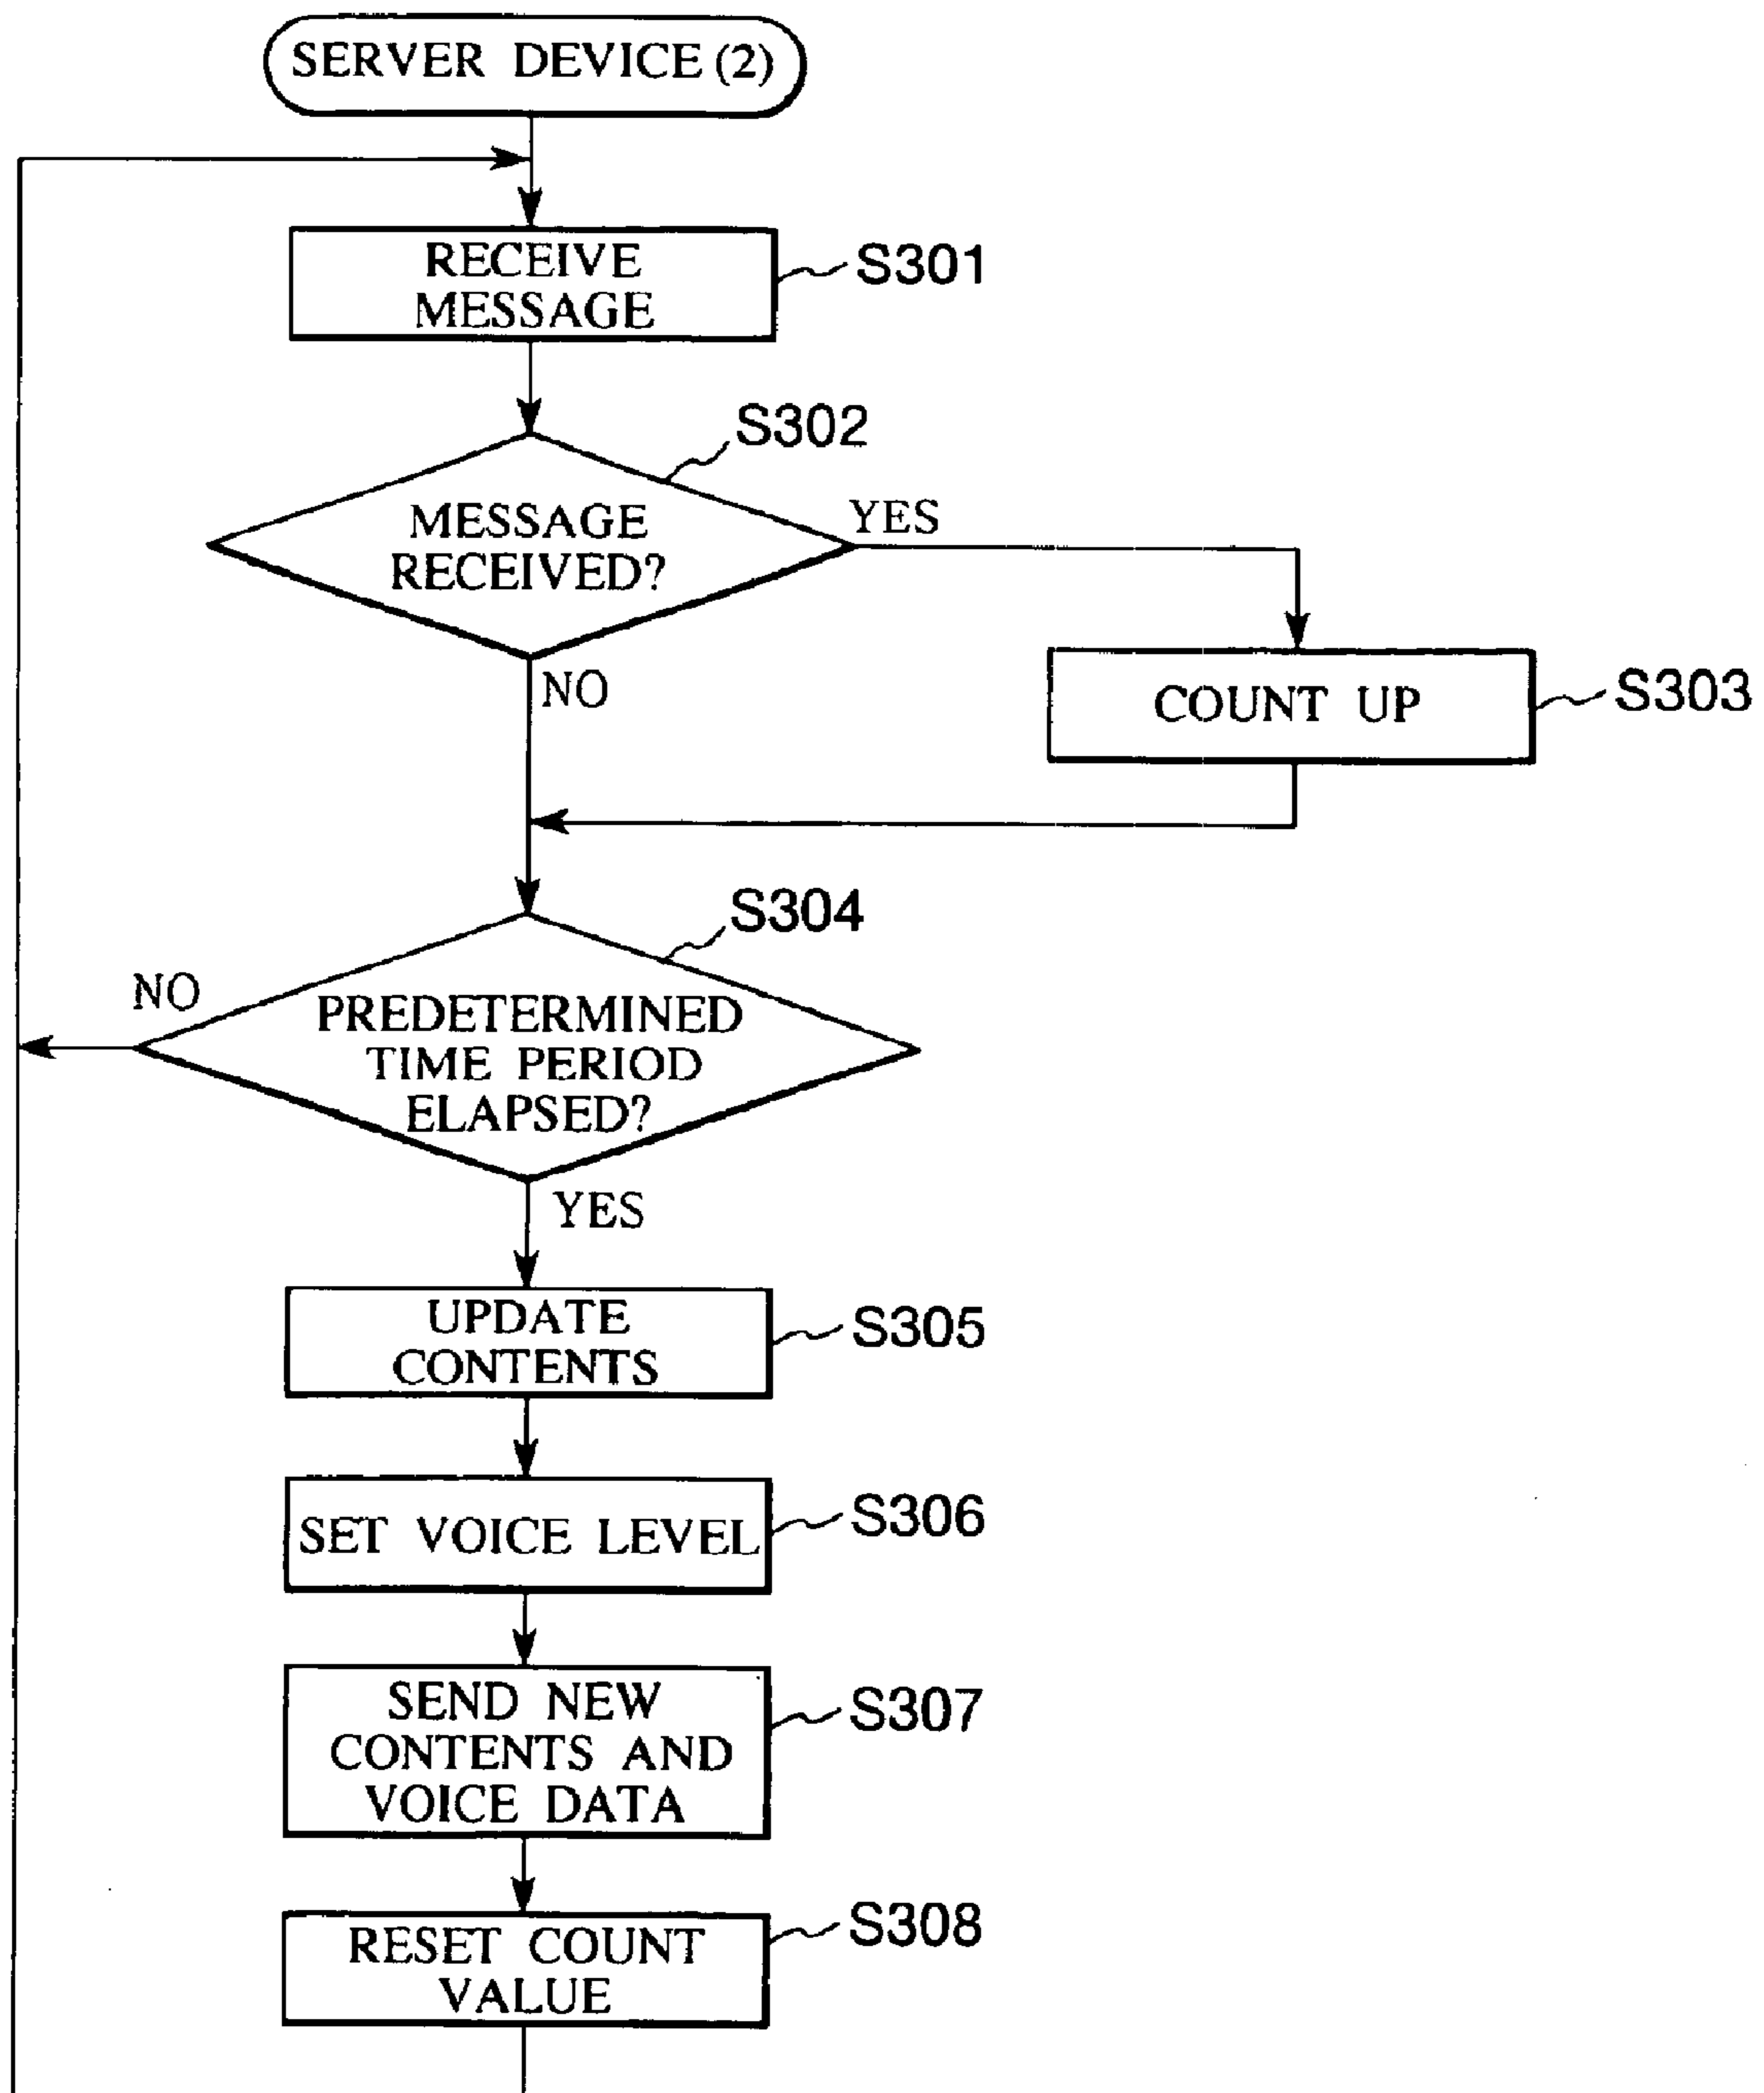 SERVER DEVICE (2)
RECEIVE
MESSAGE
S301
S302
MESSAGE
RECEIVED?
YES
NO
COUNT UP
S303
S304
NO
PREDETERMINED
TIME PERIOD
ELAPSED?
YES
UPDATE
CONTENTS
S305
SET VOICE LEVEL
S306
SEND NEW
CONTENTS AND
VOICE DATA
S307
RESET COUNT
VALUE
S308